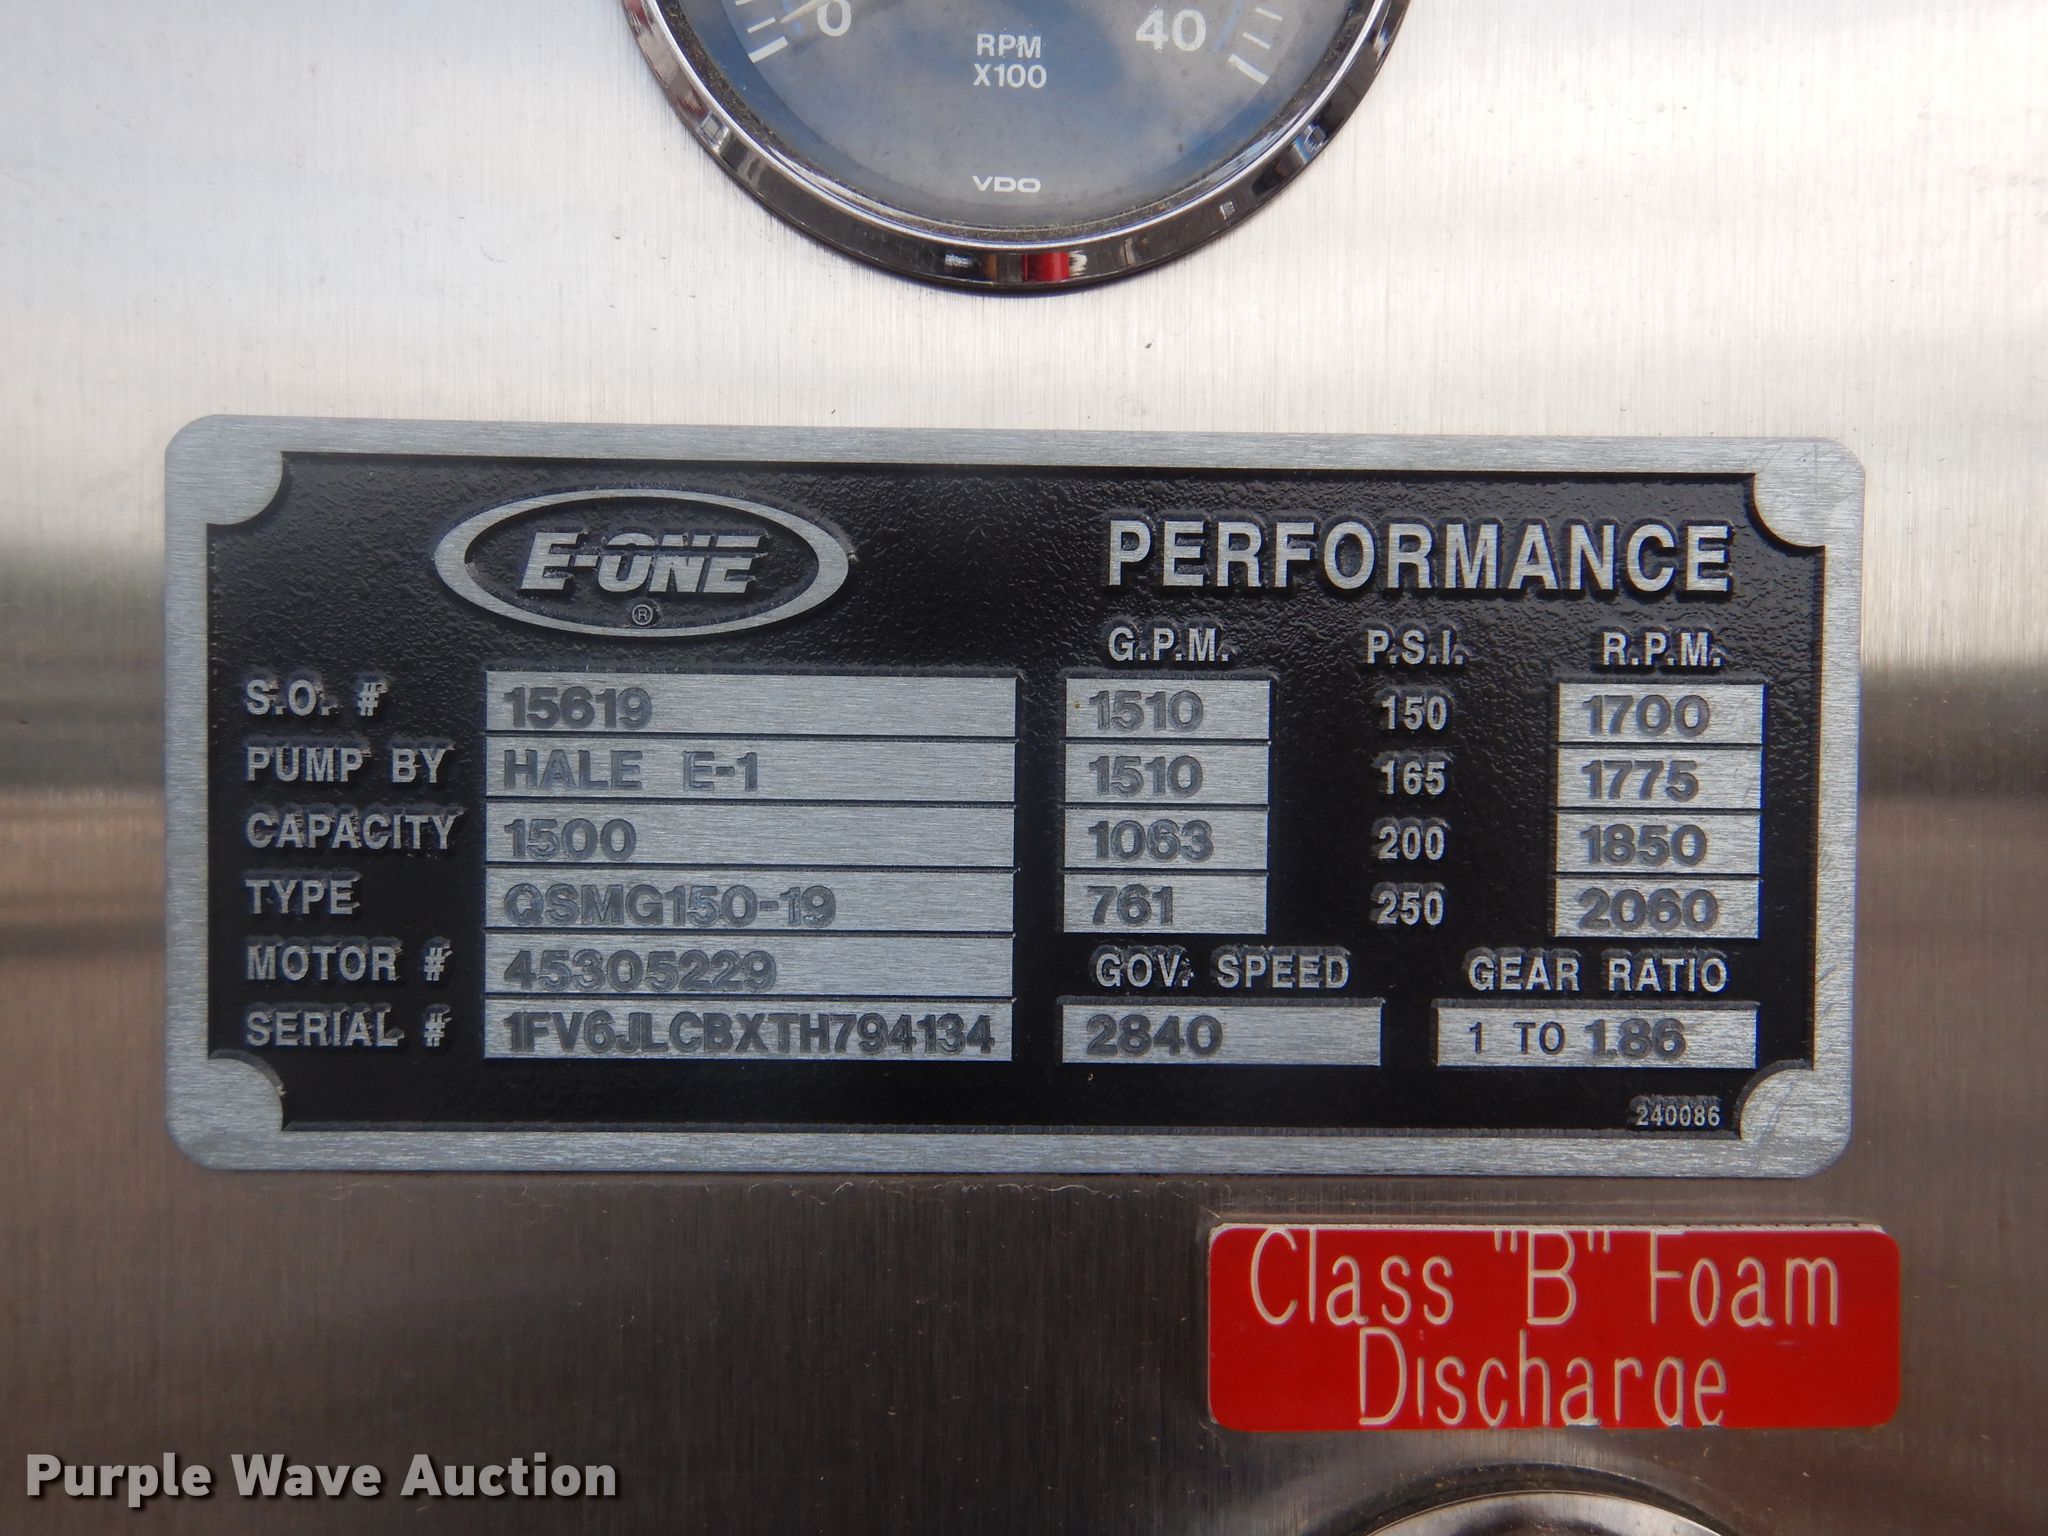 0 40
RPM
X100
VDO
E-ONE
®
PERFORMANCE
G.P.M. P.S.I. R.P.M.
S.O. # 15619 1510 150 1700
PUMP BY HALE E-1 1510 165 1775
CAPACITY 1500 1063 200 1850
TYPE QSMG150-19 761 250 2060
MOTOR # 45305229 GOV. SPEED GEAR RATIO
SERIAL # 1FV6JLCBXTH794134 2840 1 TO 1.86
240086
Class "B" Foam
Discharge
Purple Wave Auction